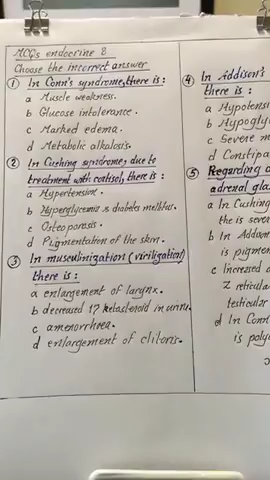 MCQs endocrine 8
Choose the incorrect answer
① In Conn's syndrome, there is:
a Muscle weakness.
b Glucose intolerance.
c Marked edema.
d Metabolic alkalosis.
② In Cushing syndrome, due to
treatment with cortisol, there is:
a Hypertension.
b Hyperglycemia & diabetes mellitus.
c Osteoporosis.
d Pigmentation of the skin.
③ In musculinization (virilization)
there is:
a enlargement of larynx.
b decreased 17 ketosteroid in urine.
c amenorrhea.
d enlargement of clitoris.
④ In Addison's
there is:
a Hypotensi
b Hypogly
c Severe m
d Constipa
⑤ Regarding a
adrenal gla
a In Cushing
the is seve
b In Addison
is pigmen
c Increased a
Z reticula
testicular
d In Conn
is poly